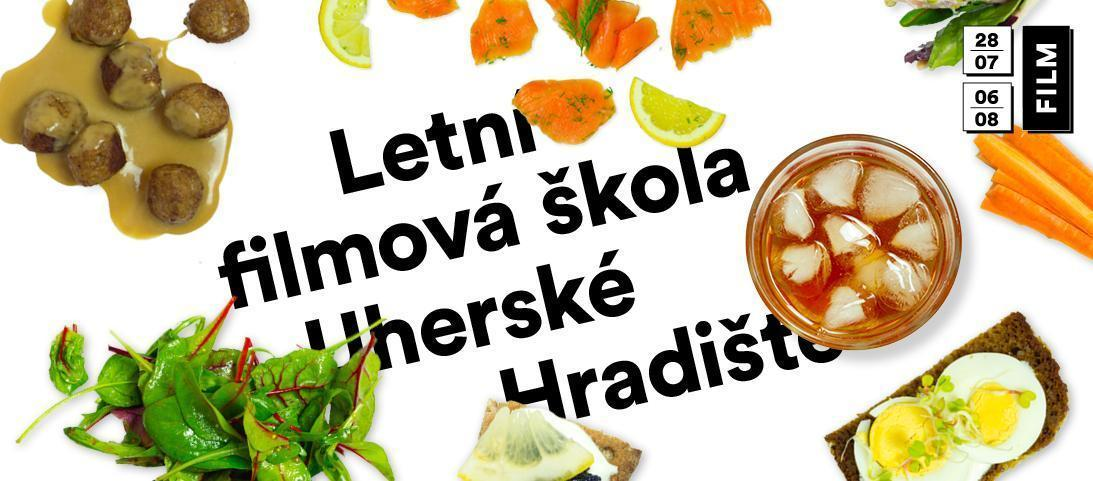 Letní
filmová škola
Uherské
Hradiště
28
07
06
08
FILM